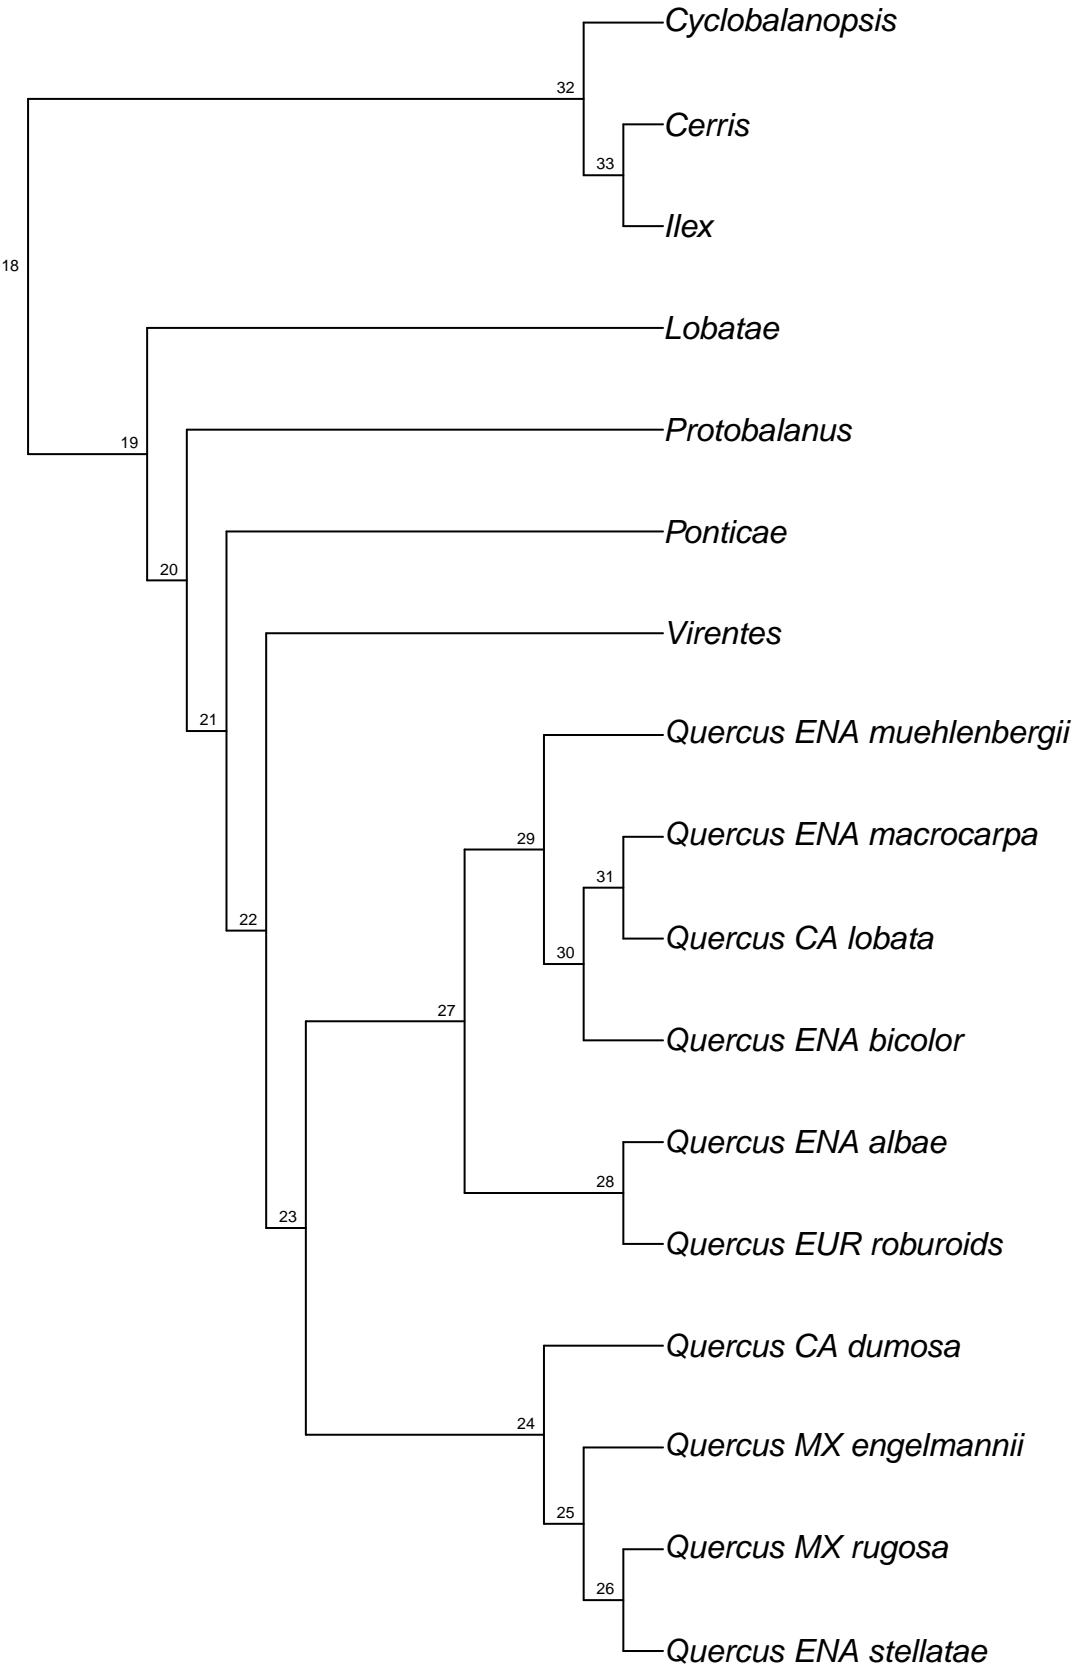 Cyclobalanopsis
32
Cerris
33
Ilex
18
Lobatae
Protobalanus
19
Ponticae
20
Virentes
21
Quercus ENA muehlenbergii
Quercus ENA macrocarpa
29
31
22
Quercus CA lobata
30
27
Quercus ENA bicolor
Quercus ENA albae
28
23
Quercus EUR roburoids
Quercus CA dumosa
24
Quercus MX engelmannii
25
Quercus MX rugosa
26
Quercus ENA stellatae